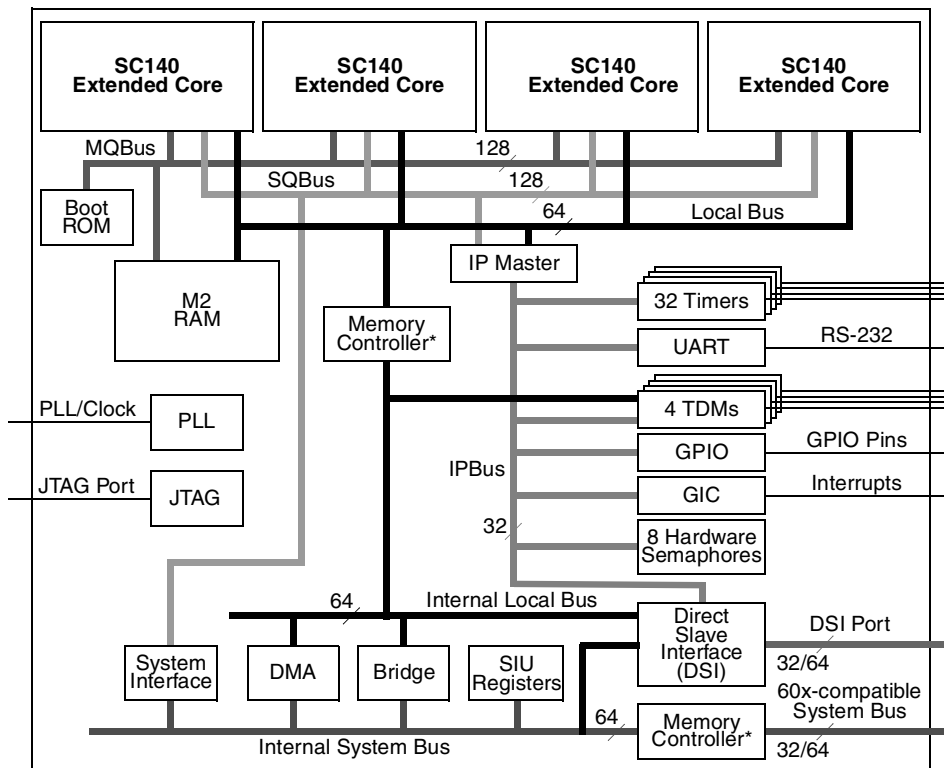 SC140
Extended Core
SC140
Extended Core
SC140
Extended Core
SC140
Extended Core
MQBus
128
SQBus
128
64
Local Bus
Boot
ROM
IP Master
M2
RAM
32 Timers
Memory
Controller*
UART
RS-232
PLL/Clock
PLL
4 TDMs
GPIO
GPIO Pins
IPBus
JTAG Port
JTAG
GIC
Interrupts
32
8 Hardware
Semaphores
64
Internal Local Bus
Direct
Slave
Interface
(DSI)
DSI Port
32/64
System
Interface
DMA
Bridge
SIU
Registers
60x-compatible
System Bus
64
Memory
Controller*
32/64
Internal System Bus